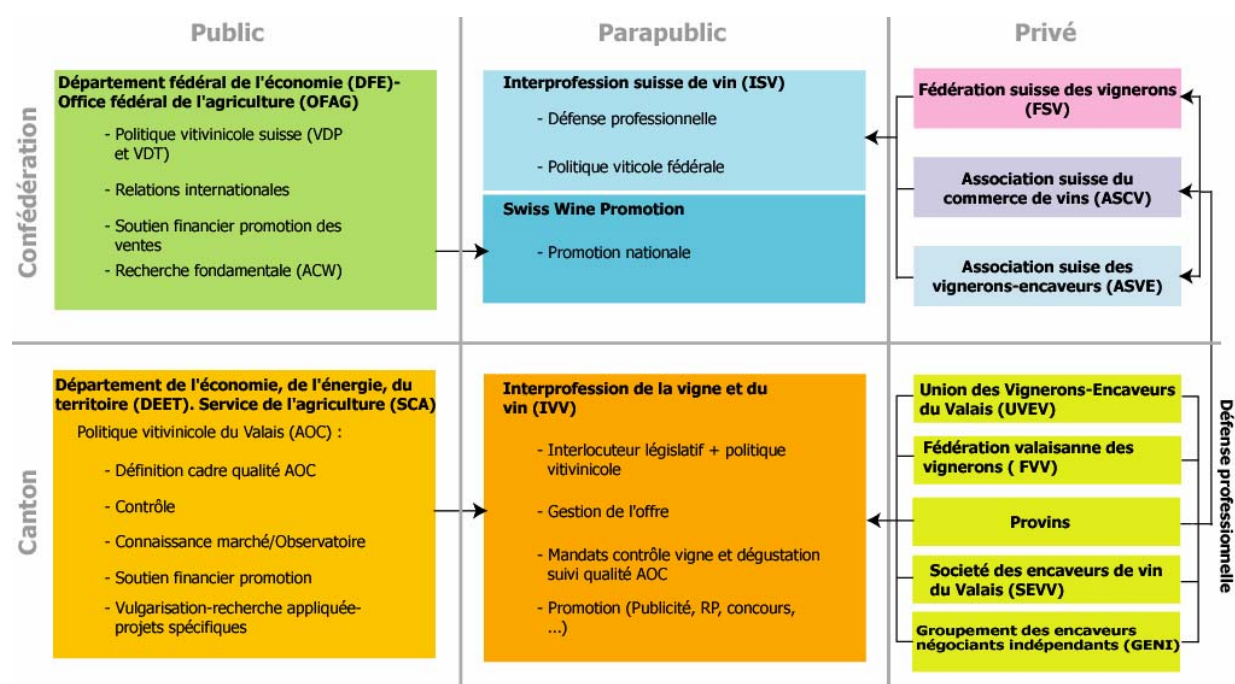 Public
Parapublic
Privé
Confédération
Département fédéral de l'économie (DFE)-
Office fédéral de l'agriculture (OFAG)
- Politique vitivinicole suisse (VDP
et VDT)
- Relations internationales
- Soutien financier promotion des
ventes
- Recherche fondamentale (ACW)
Interprofession suisse de vin (ISV)
- Défense professionnelle
- Politique viticole fédérale
Swiss Wine Promotion
- Promotion nationale
Fédération suisse des vignerons
(FSV)
Association suisse du
commerce de vins (ASCV)
Association suise des
vignerons-encaveurs (ASVE)
Canton
Département de l'économie, de l'énergie, du
territoire (DEET). Service de l'agriculture (SCA)
Politique vitivinicole du Valais (AOC) :
- Définition cadre qualité AOC
- Contrôle
- Connaissance marché/Observatoire
- Soutien financier promotion
- Vulgarisation-recherche appliquée-
projets spécifiques
Interprofession de la vigne et du
vin (IVV)
- Interlocuteur législatif + politique
vitivinicole
- Gestion de l'offre
- Mandats contrôle vigne et dégustation
suivi qualité AOC
- Promotion (Publicité, RP, concours,
...)
Union des Vignerons-Encaveurs
du Valais (UVEV)
Fédération valaisanne des
vignerons ( FVV)
Provins
Societé des encaveurs de vin
du Valais (SEVV)
Groupement des encaveurs
négociants indépendants (GENI)
Défense professionnelle